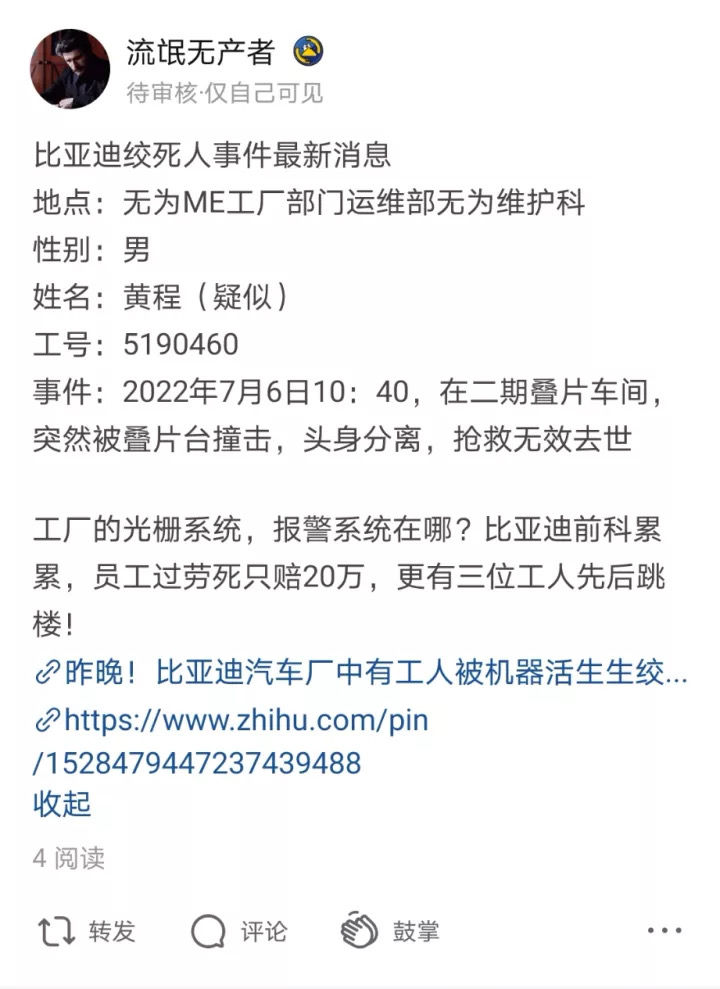 流氓无产者
待审核·仅自己可见
比亚迪绞死人事件最新消息
地点：无为ME工厂部门运维部无为维护科
性别：男
姓名：黄程（疑似）
工号：5190460
事件：2022年7月6日10：40，在二期叠片车间，
突然被叠片台撞击，头身分离，抢救无效去世
工厂的光栅系统，报警系统在哪？比亚迪前科累
累，员工过劳死只赔20万，更有三位工人先后跳
楼！
昨晚！比亚迪汽车厂中有工人被机器活生生绞...
https://www.zhihu.com/pin
/1528479447237439488
收起
4 阅读
转发 评论 鼓掌